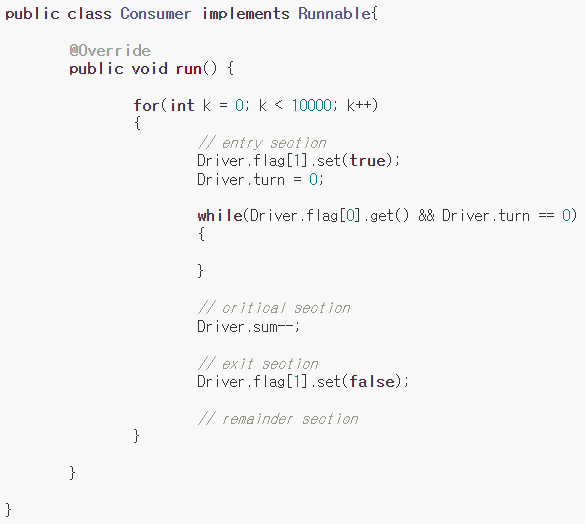 public class Consumer implements Runnable{
@Override
public void run() {
for(int k = 0; k < 10000; k++)
{
// entry section
Driver.flag[1].set(true);
Driver.turn = 0;
while(Driver.flag[0].get() && Driver.turn == 0)
{
}
// critical section
Driver.sum--;
// exit section
Driver.flag[1].set(false);
// remainder section
}
}
}